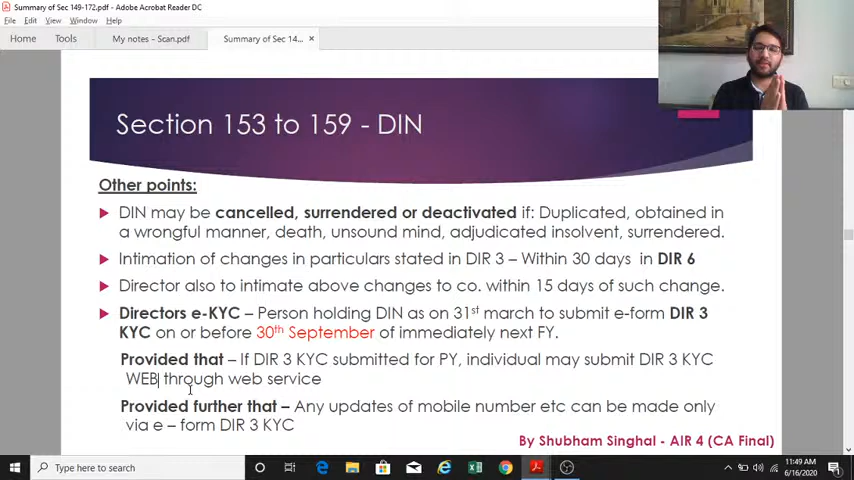 Summary of Sec 149-172.pdf - Adobe Acrobat Reader DC
File Edit View Window Help
Home Tools My notes – Scan.pdf Summary of Sec 14... ×
Section 153 to 159 - DIN
Other points:
DIN may be cancelled, surrendered or deactivated if: Duplicated, obtained in
a wrongful manner, death, unsound mind, adjudicated insolvent, surrendered.
Intimation of changes in particulars stated in DIR 3 – Within 30 days in DIR 6
Director also to intimate above changes to co. within 15 days of such change.
Directors e-KYC – Person holding DIN as on 31st march to submit e-form DIR 3
KYC on or before 30th September of immediately next FY.
Provided that – If DIR 3 KYC submitted for PY, individual may submit DIR 3 KYC
WEB through web service
Provided further that – Any updates of mobile number etc can be made only
via e – form DIR 3 KYC
By Shubham Singhal - AIR 4 (CA Final)
Type here to search
11:49 AM
6/16/2020